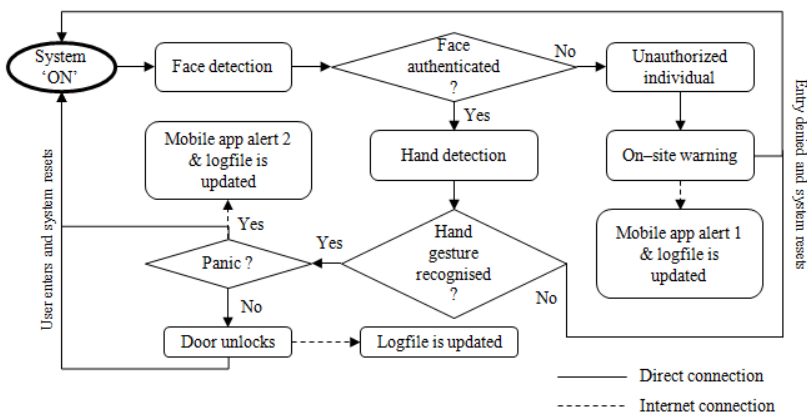 System
‘ON’
Face detection
Face
authenticated
?
No
Unauthorized
individual
Yes
Mobile app alert 2
& logfile is
updated
Hand detection
On–site warning
Entry denied and system
resets
Mobile app alert 1
& logfile is
updated
User enters and system resets
Yes
Panic ?
Yes
Hand
gesture
recognised
?
No
No
Door unlocks
Logfile is updated
Direct connection
Internet connection